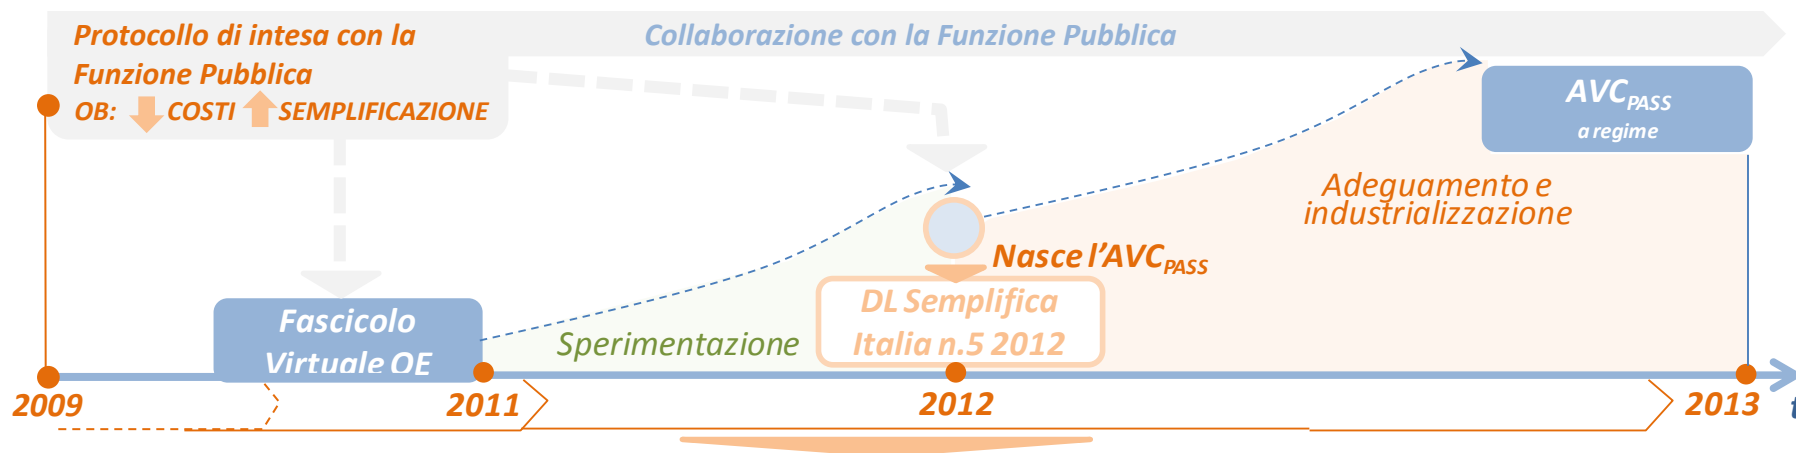 Protocollo di intesa con la
Funzione Pubblica
OB: COSTI SEMPLIFICAZIONE
Collaborazione con la Funzione Pubblica
AVCPASS
a regime
Adeguamento e
industrializzazione
Nasce l'AVCPASS
DL Semplifica
Italia n.5 2012
Fascicolo
Virtuale OE
Sperimentazione
2009
2011
2012
2013
t